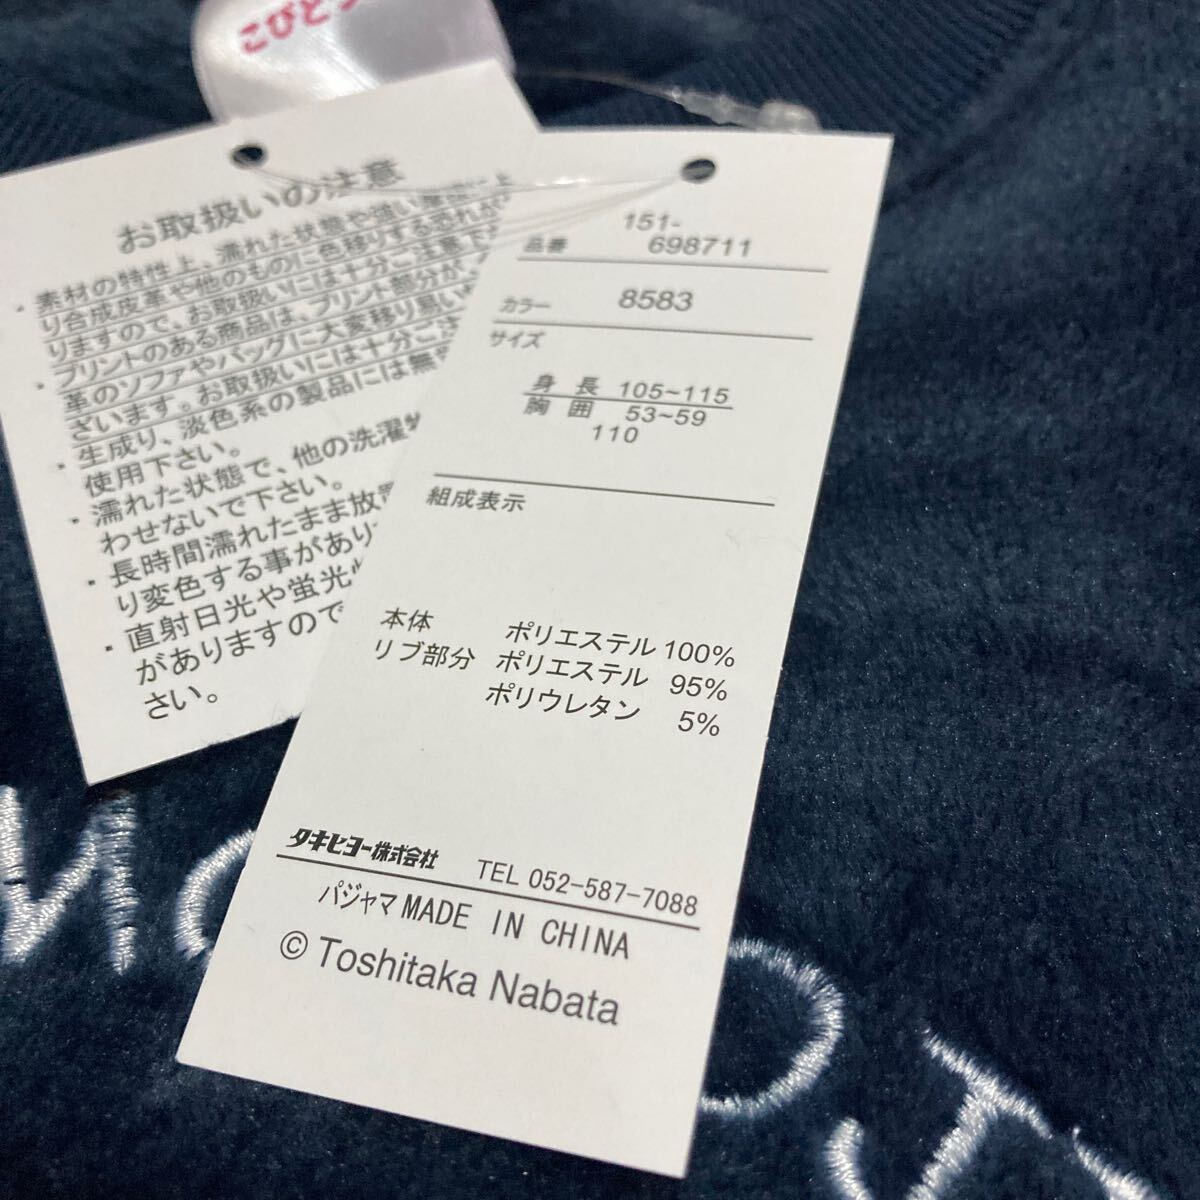 こびと
お取扱いの注意
・素材の特性上、濡れた状態や強い摩擦に
り合成皮革や他のものに色移りする恐れが
りますので、お取扱いには十分ご注意下
・プリントのある商品は、プリント部分が、
革のソファやバッグに大変移り易い
ざいます。お取扱いには十分ご注
・生成り、淡色系の製品には無
使用下さい。
・濡れた状態で、他の洗濯物
わせないで下さい。
・長時間濡れたまま放
り変色する事があり
・直射日光や蛍光
がありますので
さい。
品番 151-
698711
カラー 8583
サイズ
身長 105~115
胸囲 53~59
110
組成表示
本体 ポリエステル 100%
リブ部分 ポリエステル 95%
ポリウレタン 5%
タキヒヨー株式会社 TEL 052-587-7088
パジャマ MADE IN CHINA
© Toshitaka Nabata